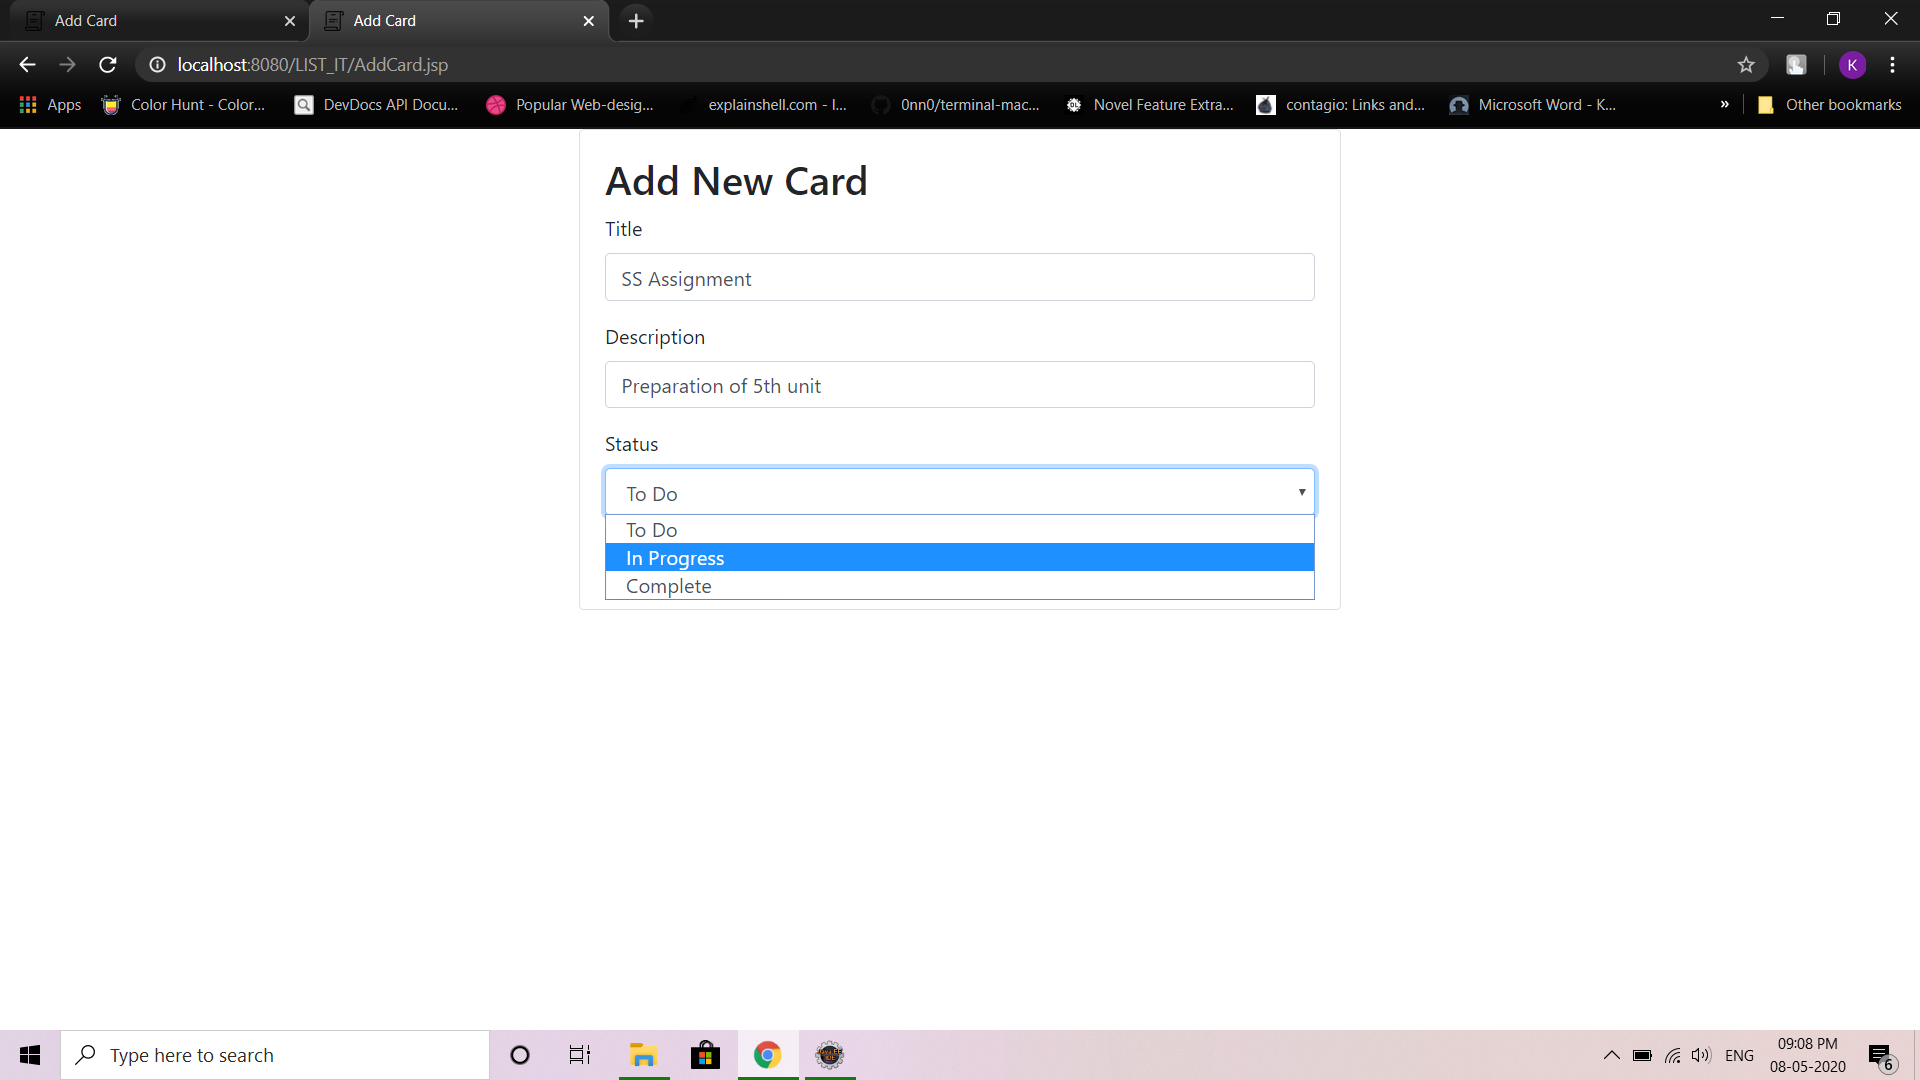 Add Card
Add Card
localhost:8080/LIST_IT/AddCard.jsp
K
Apps
Color Hunt - Color...
DevDocs API Docu...
Popular Web-desig...
explainshell.com - I...
0nn0/terminal-mac...
Novel Feature Extra...
contagio: Links and...
Microsoft Word - K...
»
Other bookmarks
Add New Card
Title
SS Assignment
Description
Preparation of 5th unit
Status
To Do
To Do
In Progress
Complete
Type here to search
ENG
09:08 PM
08-05-2020
6